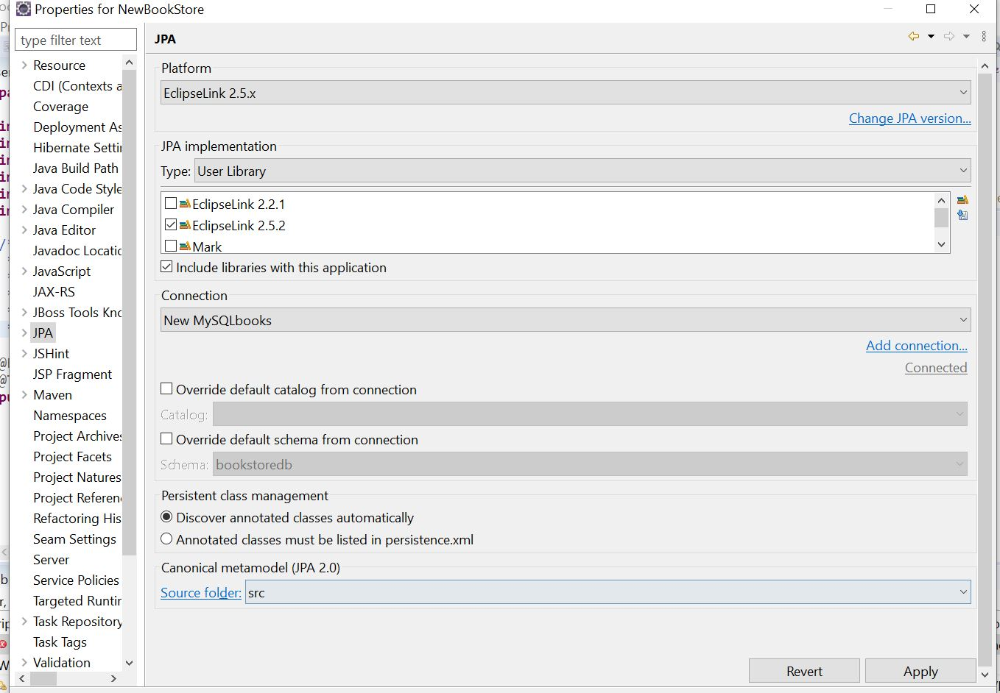 Properties for NewBookStore
type filter text
Resource
CDI (Contexts a
Coverage
Deployment As
Hibernate Settin
Java Build Path
Java Code Style
Java Compiler
Java Editor
Javadoc Locatio
JavaScript
JAX-RS
JBoss Tools Kno
JPA
JSHint
JSP Fragment
Maven
Namespaces
Project Archives
Project Facets
Project Natures
Project Referen
Refactoring His
Seam Settings
Server
Service Policies
Targeted Runtin
Task Repository
Task Tags
Validation
JPA
Platform
EclipseLink 2.5.x
Change JPA version...
JPA implementation
Type: User Library
EclipseLink 2.2.1
EclipseLink 2.5.2
Mark
Include libraries with this application
Connection
New MySQLbooks
Add connection...
Connected
Override default catalog from connection
Catalog:
Override default schema from connection
Schema: bookstoredb
Persistent class management
Discover annotated classes automatically
Annotated classes must be listed in persistence.xml
Canonical metamodel (JPA 2.0)
Source folder: src
Revert Apply